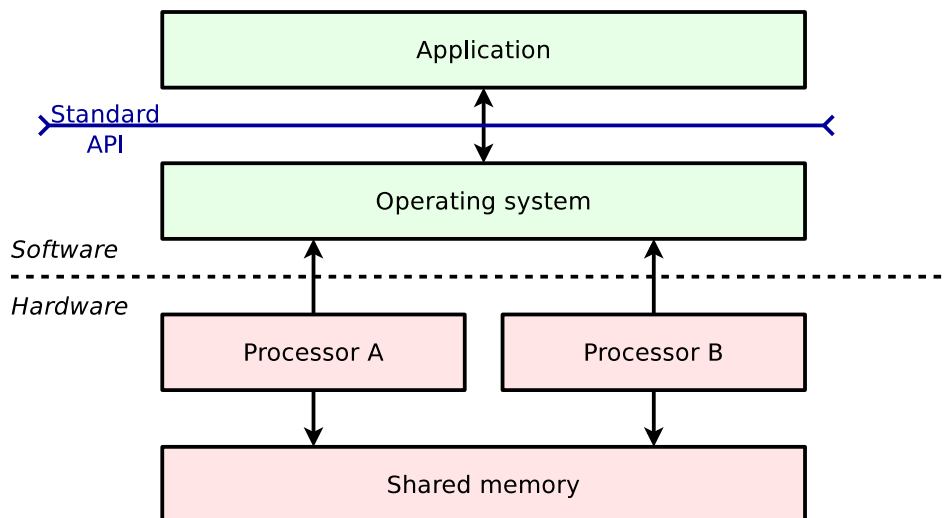 Application
Standard
API
Operating system
Software
Hardware
Processor A
Processor B
Shared memory